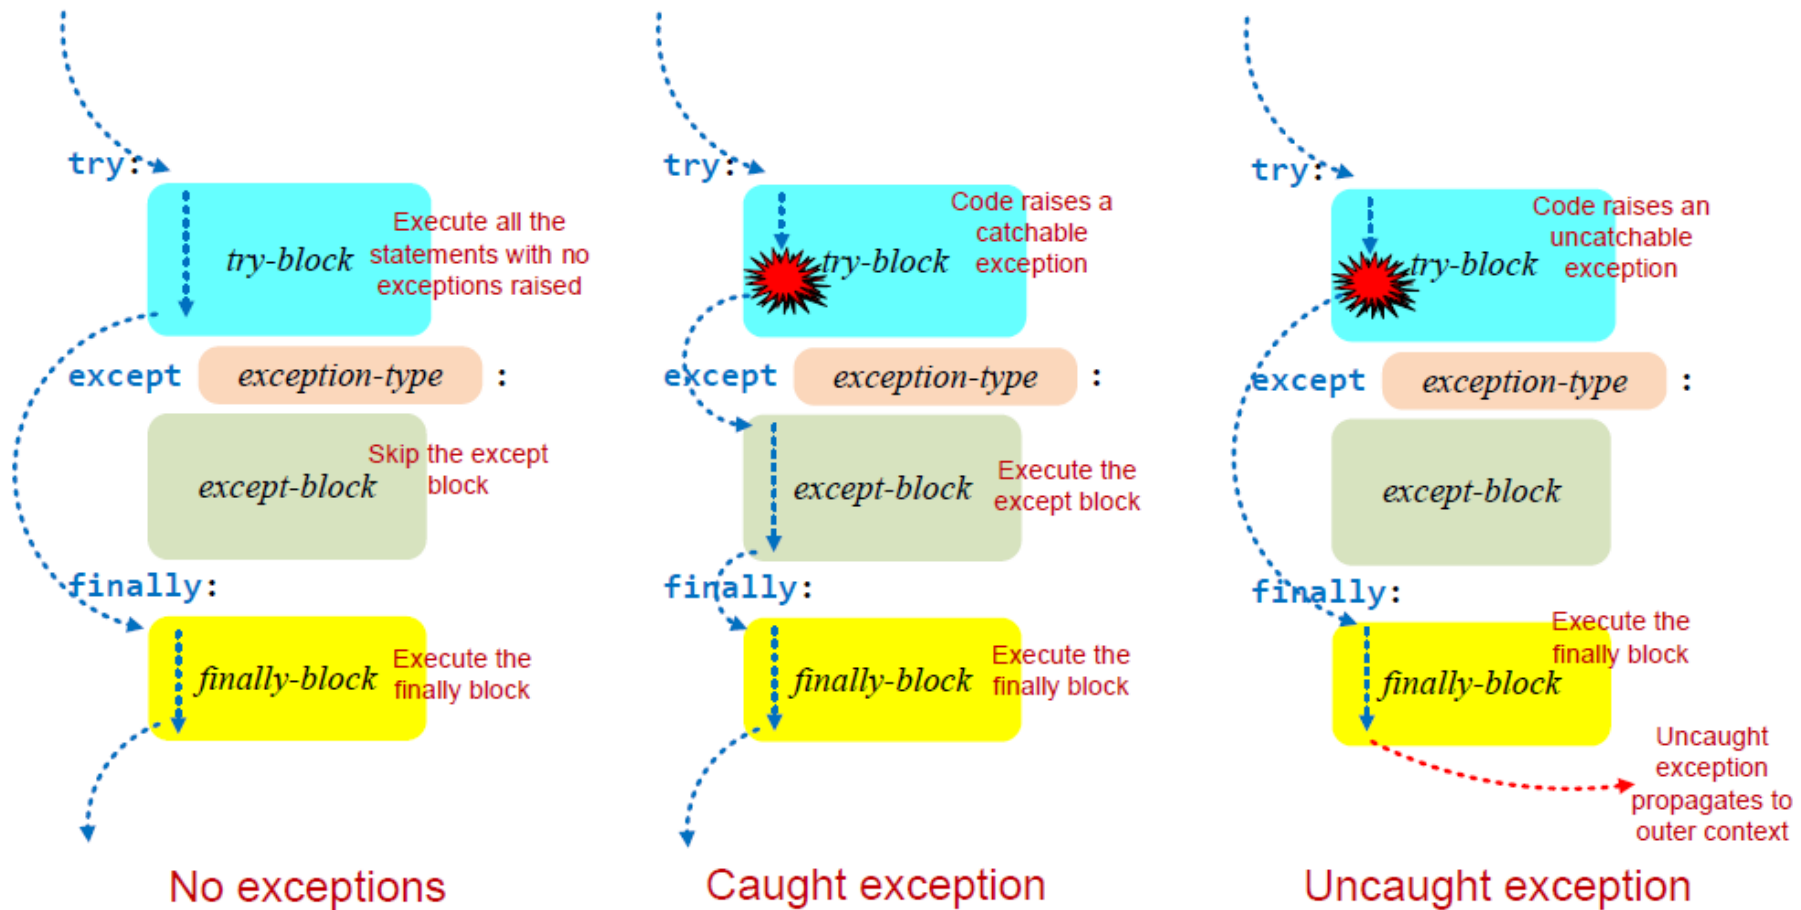 try:
Execute all the
statements with no
exceptions raised
try-block
except exception-type :
Skip the except
block
except-block
finally:
Execute the
finally block
finally-block
No exceptions
try:
Code raises a
catchable
exception
try-block
except exception-type :
Execute the
except block
except-block
finally:
Execute the
finally block
finally-block
Caught exception
try:
Code raises an
uncatchable
exception
try-block
except exception-type :
except-block
finally:
Execute the
finally block
finally-block
Uncaught
exception
propagates to
outer context
Uncaught exception